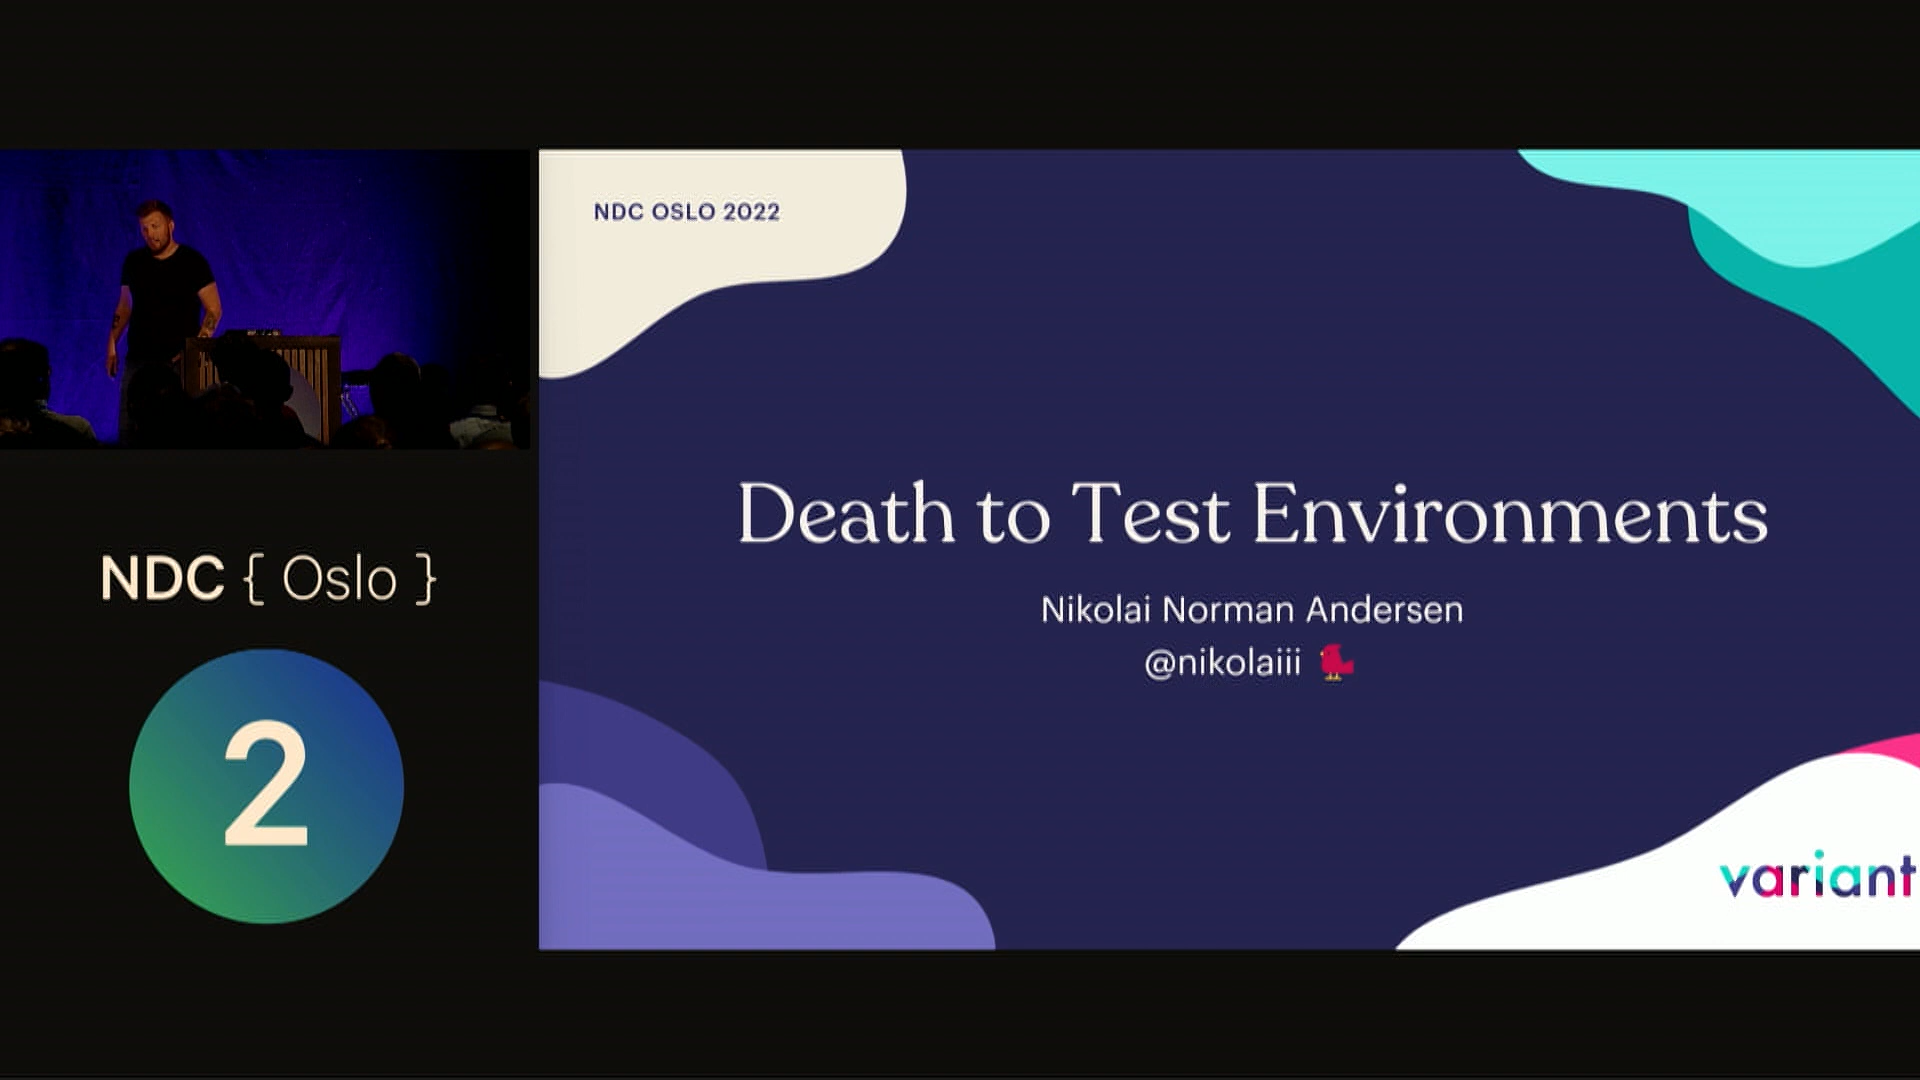 NDC OSLO 2022
Death to Test Environments
Nikolai Norman Andersen
@nikolaiii
variant
NDC { Oslo }
2